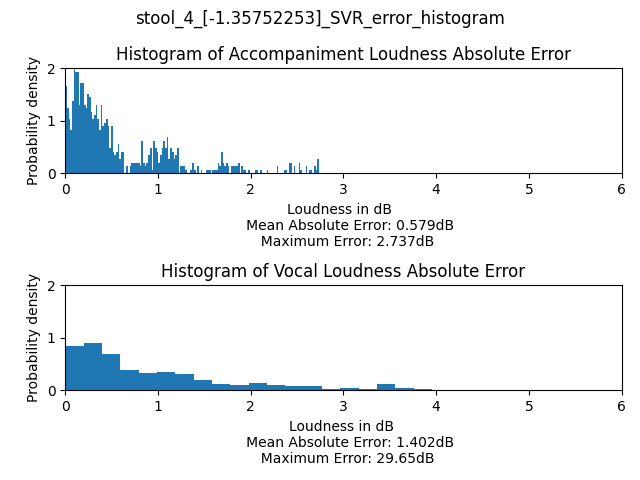 stool_4_[-1.35752253]_SVR_error_histogram
Histogram of Accompaniment Loudness Absolute Error
Probability density
2
1
0
0 1 2 3 4 5 6
Loudness in dB
Mean Absolute Error: 0.579dB
Maximum Error: 2.737dB
Histogram of Vocal Loudness Absolute Error
Probability density
2
1
0
0 1 2 3 4 5 6
Loudness in dB
Mean Absolute Error: 1.402dB
Maximum Error: 29.65dB